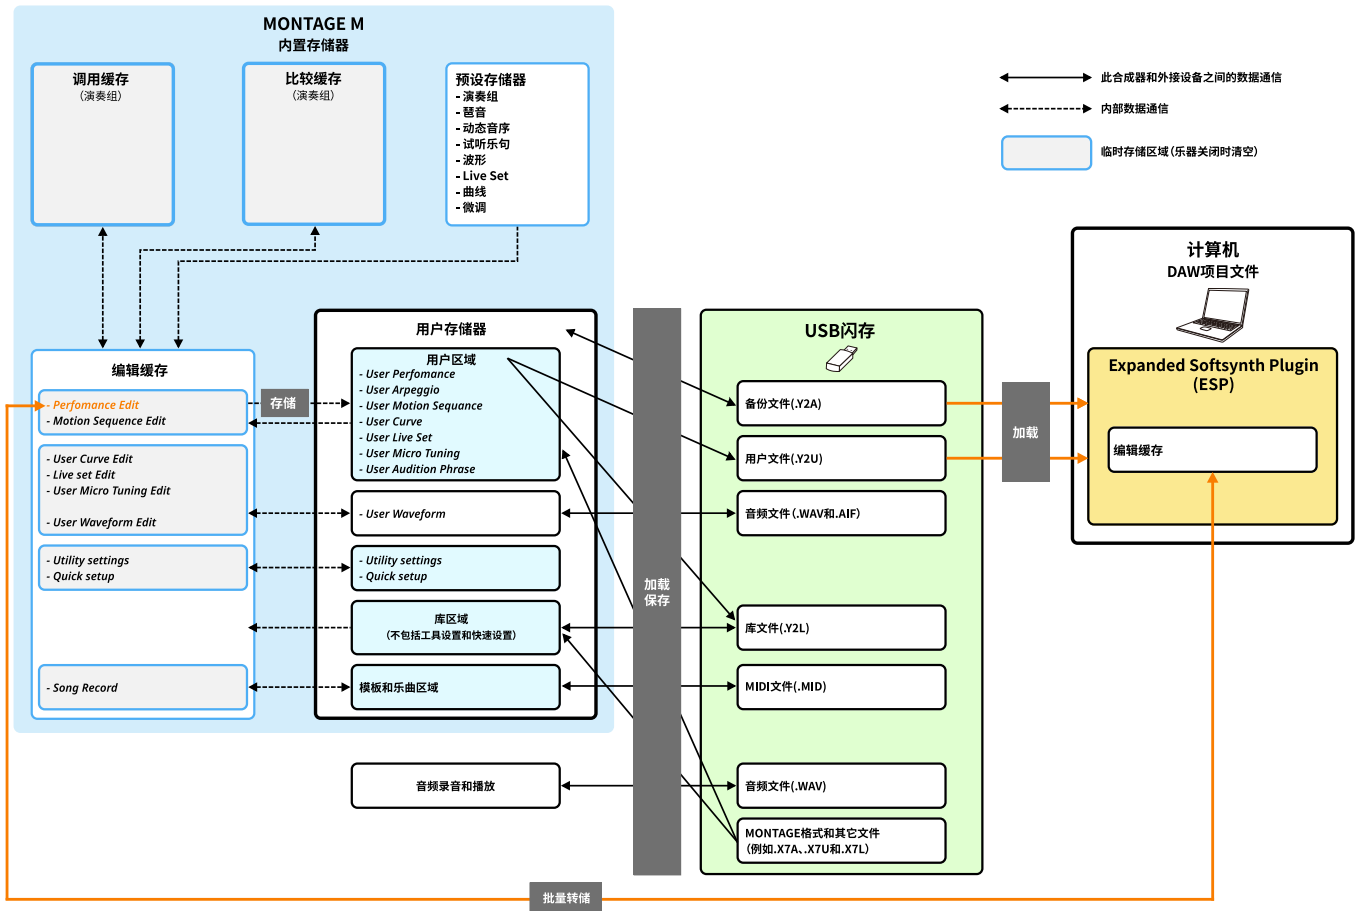 MONTAGE M
内置存储器
调用缓存
（演奏组）
比较缓存
（演奏组）
预设存储器
- 演奏组
- 琶音
- 动态音序
- 试听乐句
- 波形
- Live Set
- 曲线
- 微调
此合成器和外接设备之间的数据通信
内部数据通信
临时存储区域（乐器关闭时清空）
编辑缓存
- Perfomance Edit
- Motion Sequence Edit
- User Curve Edit
- Live set Edit
- User Micro Tuning Edit
- User Waveform Edit
- Utility settings
- Quick setup
- Song Record
存储
用户存储器
用户区域
- User Perfomance
- User Arpeggio
- User Motion Sequance
- User Curve
- User Live Set
- User Micro Tuning
- User Audition Phrase
- User Waveform
- Utility settings
- Quick setup
库区域
（不包括工具设置和快速设置）
模板和乐曲区域
音频录音和播放
加载
保存
USB闪存
备份文件(.Y2A)
用户文件(.Y2U)
音频文件（.WAV和.AIF）
库文件(.Y2L)
MIDI文件(.MID)
音频文件(.WAV)
MONTAGE格式和其它文件
（例如.X7A、.X7U和.X7L）
加载
计算机
DAW项目文件
Expanded Softsynth Plugin
(ESP)
编辑缓存
批量转储